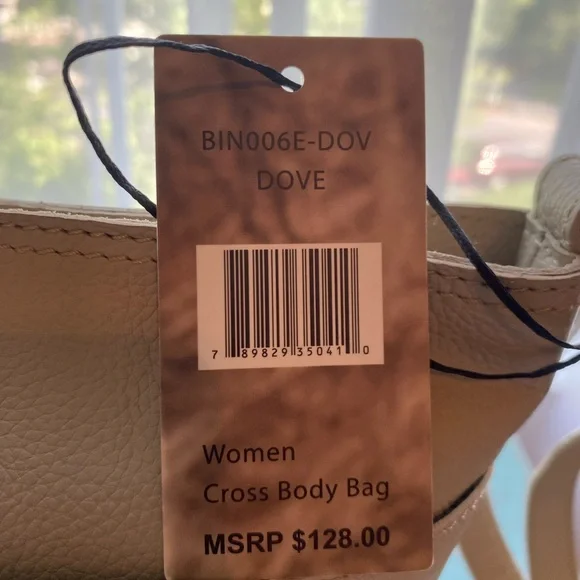 BIN006E-DOV
DOVE
7 89829 35041 0
Women
Cross Body Bag
MSRP $128.00